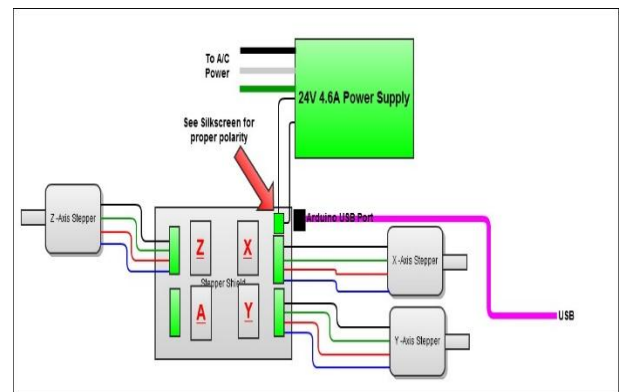 To A/C
Power
24V 4.6A Power Supply
See Silkscreen for
proper polarity
Arduino USB Port
Z-Axis Stepper
Z
X
X-Axis Stepper
Stepper Shield
A
Y
USB
Y-Axis Stepper